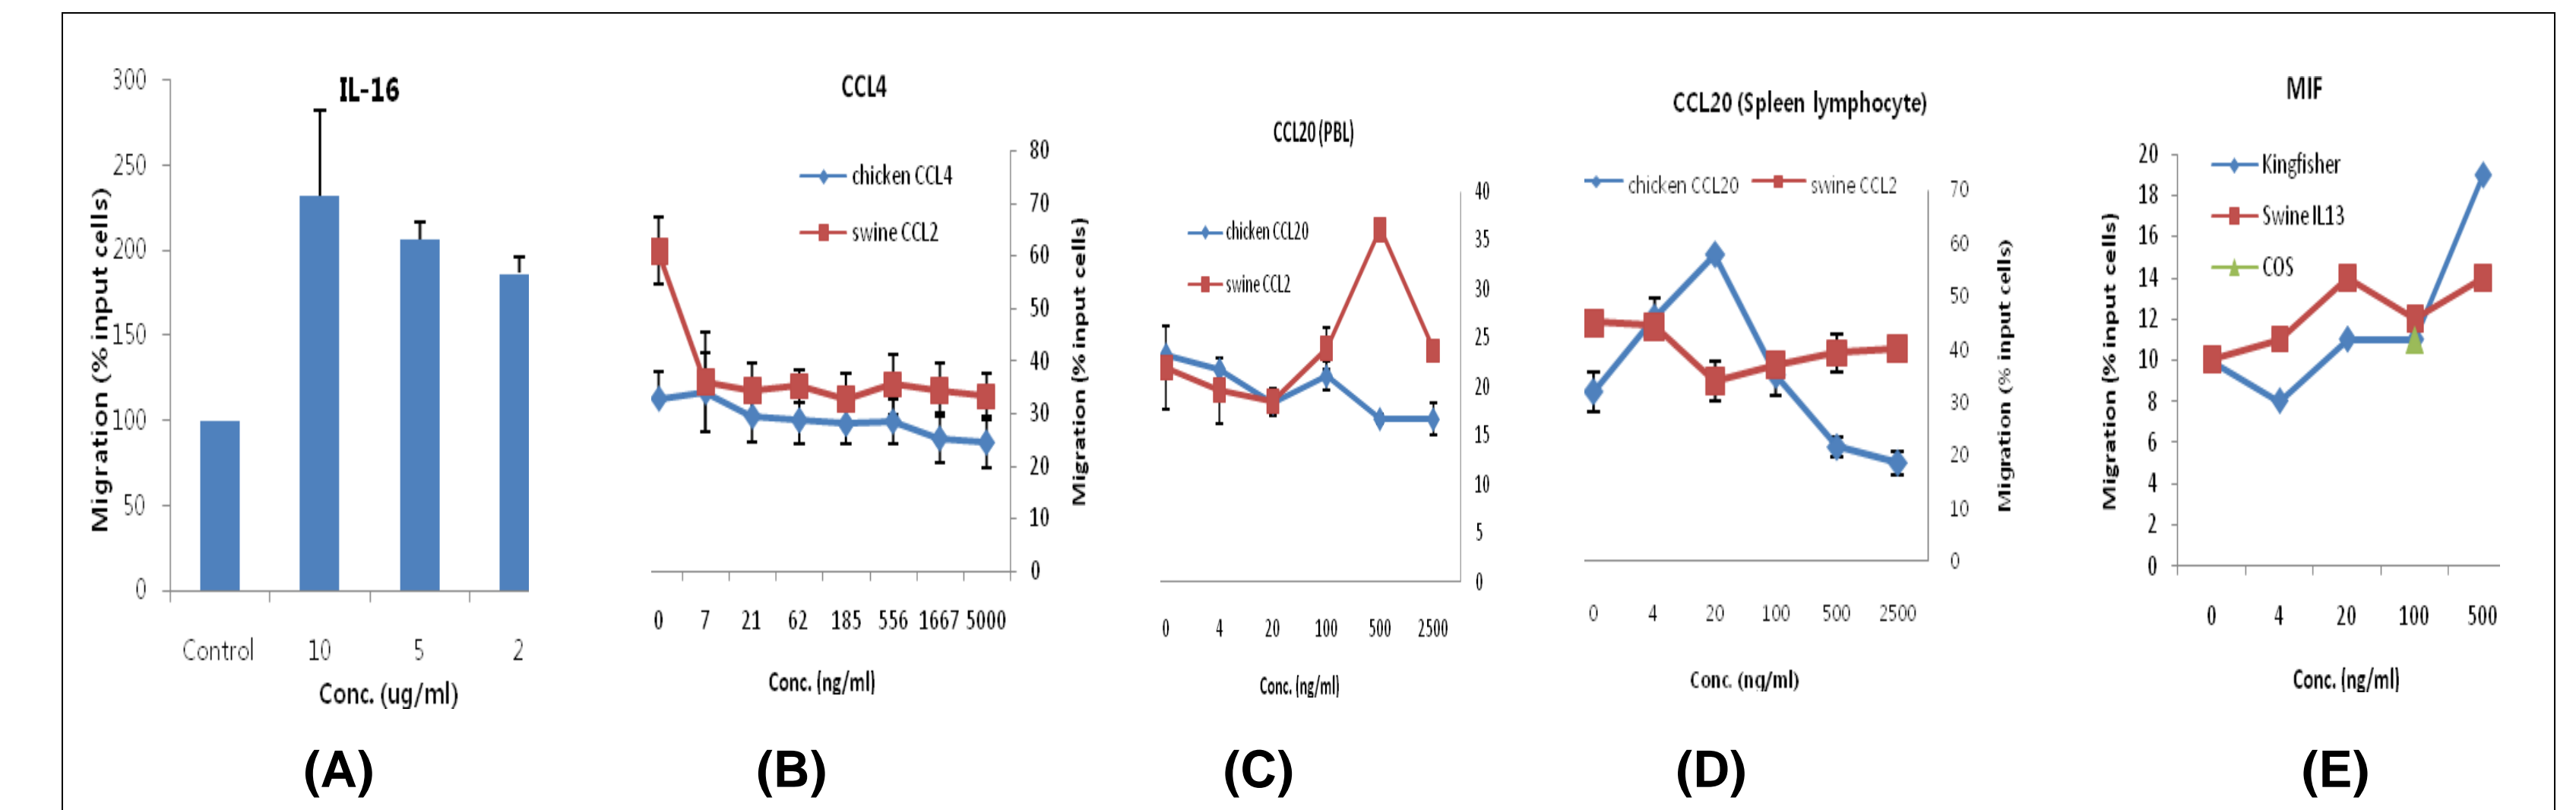 IL-16
Migration (% input cells)
300
250
200
150
100
50
0
Control 10 5 2
Conc. (ug/ml)
(A)
CCL4
chicken CCL4
swine CCL2
80
70
60
50
40
30
20
10
0
Migration (% input cells)
0 7 21 62 185 556 1667 5000
Conc. (ng/ml)
(B)
CCL20 (PBL)
chicken CCL20
swine CCL2
40
35
30
25
20
15
10
5
0
0 4 20 100 500 2500
Conc. (ng/ml)
(C)
CCL20 (Spleen lymphocyte)
chicken CCL20 swine CCL2
70
60
50
40
30
20
10
0
Migration (% input cells)
0 4 20 100 500 2500
Conc. (ng/ml)
(D)
MIF
Kingfisher
Swine IL13
COS
Migration (% input cells)
20
18
16
14
12
10
8
6
4
2
0
0 4 20 100 500
Conc. (ng/ml)
(E)